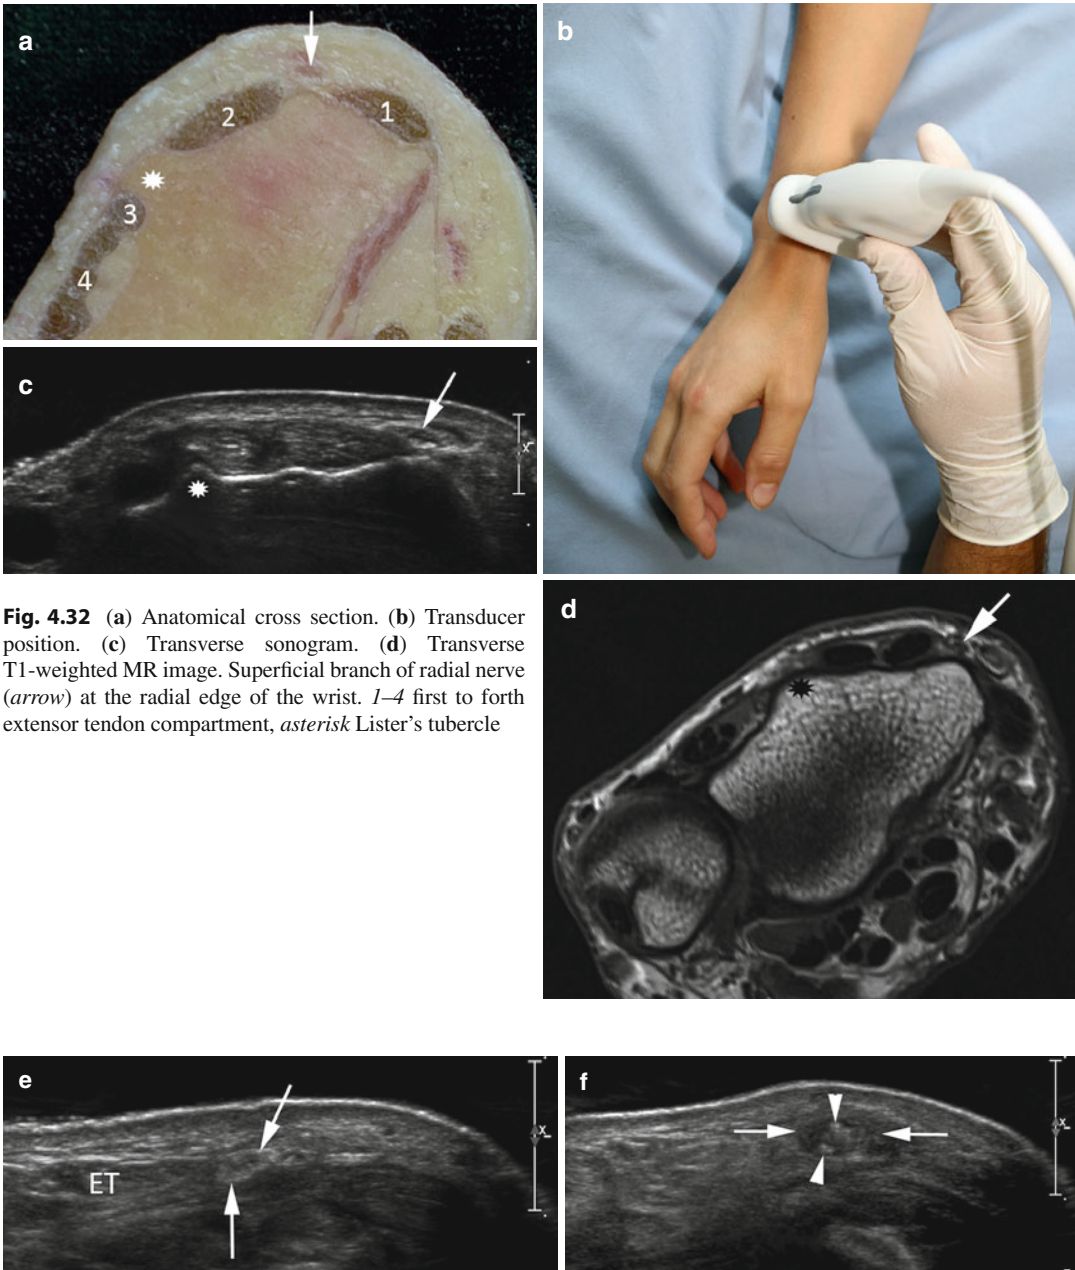 a
2
1
3
4
b
c
x
Fig. 4.32 (a) Anatomical cross section. (b) Transducer
position. (c) Transverse sonogram. (d) Transverse
T1-weighted MR image. Superficial branch of radial nerve
(arrow) at the radial edge of the wrist. 1–4 first to forth
extensor tendon compartment, asterisk Lister's tubercle
d
e
ET
x
f
x